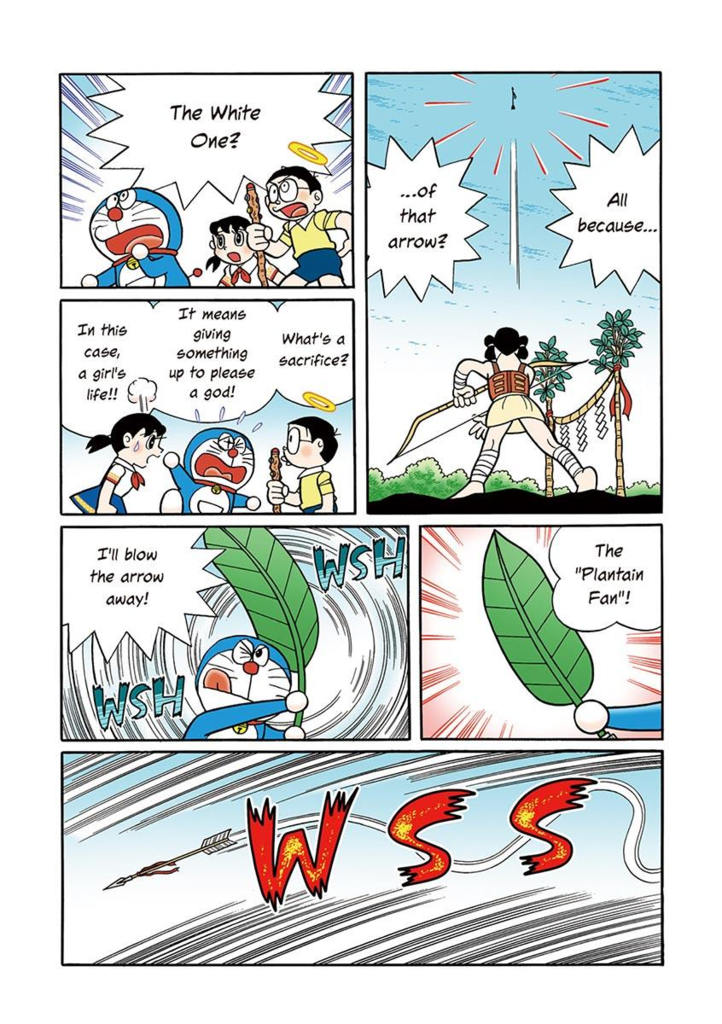 All
because...
...of
that
arrow?
The White
One?
What's a
sacrifice?
It means
giving
something
up to please
a god!
In this
case,
a girl's
life!!
The
"Plantain
Fan"!
WSH
I'll blow
the arrow
away!
WSH
WSS